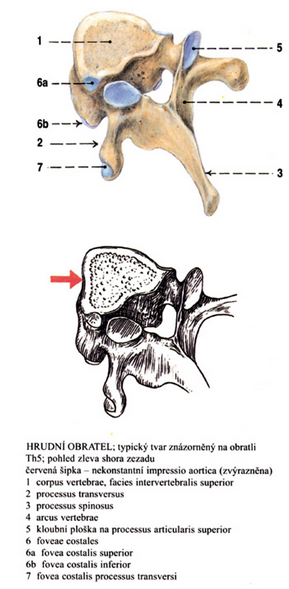 1
5
6a
4
6b
2
7
3
HRUDNÍ OBRATEL; typický tvar znázorněný na obratli
Th5; pohled zleva shora zezadu
červená šipka – nekonstantní impressio aortica (zvýrazněna)
1 corpus vertebrae, facies intervertebralis superior
2 processus transversus
3 processus spinosus
4 arcus vertebrae
5 kloubní ploška na processus articularis superior
6 foveae costales
6a fovea costalis superior
6b fovea costalis inferior
7 fovea costalis processus transversi